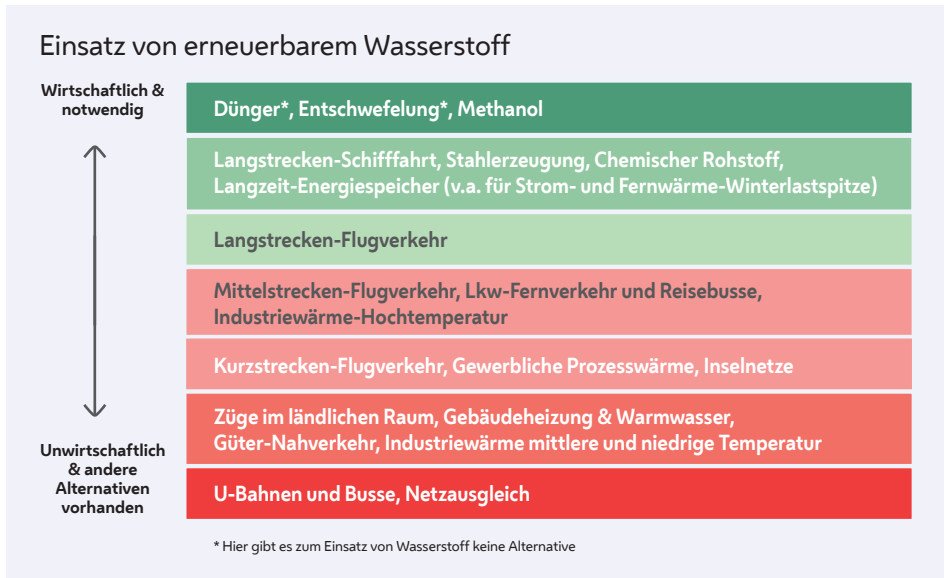 Einsatz von erneuerbarem Wasserstoff
Wirtschaftlich &
notwendig
Dünger*, Entschwefelung*, Methanol
Langstrecken-Schifffahrt, Stahlerzeugung, Chemischer Rohstoff,
Langzeit-Energiespeicher (v.a. für Strom- und Fernwärme-Winterlastspitze)
Langstrecken-Flugverkehr
Mittelstrecken-Flugverkehr, Lkw-Fernverkehr und Reisebusse,
Industriewärme-Hochtemperatur
Kurzstrecken-Flugverkehr, Gewerbliche Prozesswärme, Inselnetze
Züge im ländlichen Raum, Gebäudeheizung & Warmwasser,
Güter-Nahverkehr, Industriewärme mittlere und niedrige Temperatur
Unwirtschaftlich
& andere
Alternativen
vorhanden
U-Bahnen und Busse, Netzausgleich
* Hier gibt es zum Einsatz von Wasserstoff keine Alternative